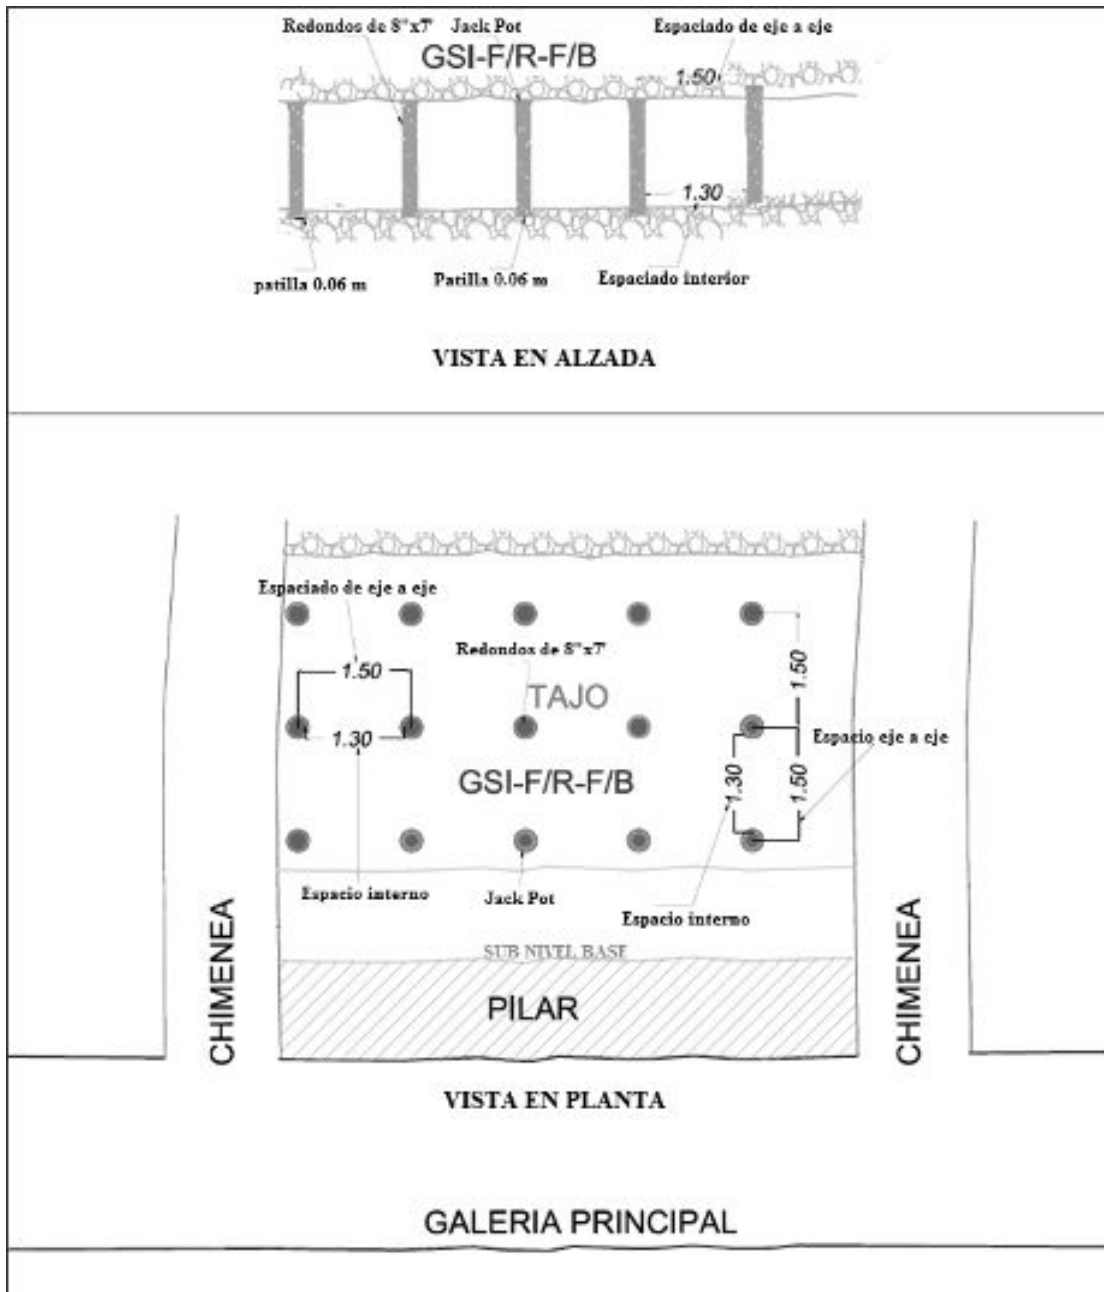 Redondos de 8"x7' Jack Pot Espaciado de eje a eje
GSI-F/R-F/B
1.50
1.30
patilla 0.06 m Patilla 0.06 m Espaciado interior
VISTA EN ALZADA
Espaciado de eje a eje
Redondos de 8"x7'
1.50
TAJO
1.50
1.30
Espacio eje a eje
GSI-F/R-F/B
1.30
1.50
Espacio interno
Jack Pot
Espacio interno
SUB NIVEL BASE
PILAR
CHIMENEA
CHIMENEA
VISTA EN PLANTA
GALERIA PRINCIPAL